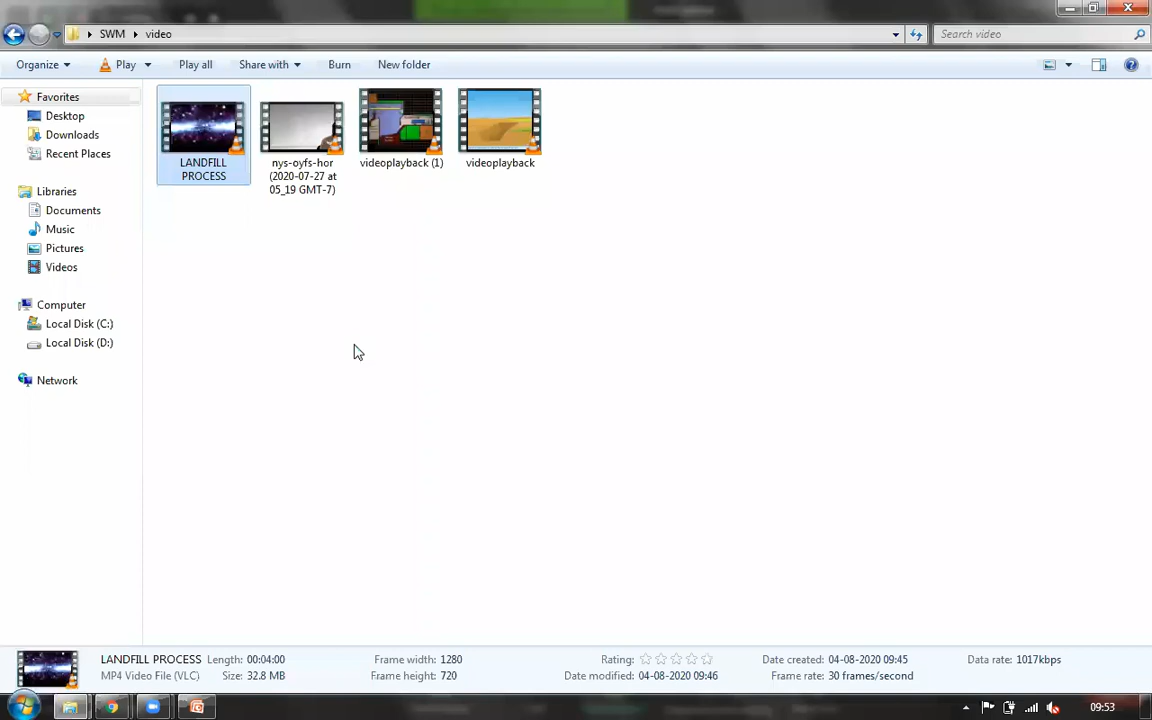 SWM video
Search video
Organize Play Play all Share with Burn New folder
Favorites
Desktop
Downloads
Recent Places
Libraries
Documents
Music
Pictures
Videos
Computer
Local Disk (C:)
Local Disk (D:)
Network
LANDFILL
PROCESS
nys-oyfs-hor
(2020-07-27 at
05_19 GMT-7)
videoplayback (1)
videoplayback
LANDFILL PROCESS Length: 00:04:00 Frame width: 1280 Rating: Date created: 04-08-2020 09:45 Data rate: 1017kbps
MP4 Video File (VLC) Size: 32.8 MB Frame height: 720 Date modified: 04-08-2020 09:46 Frame rate: 30 frames/second
09:53